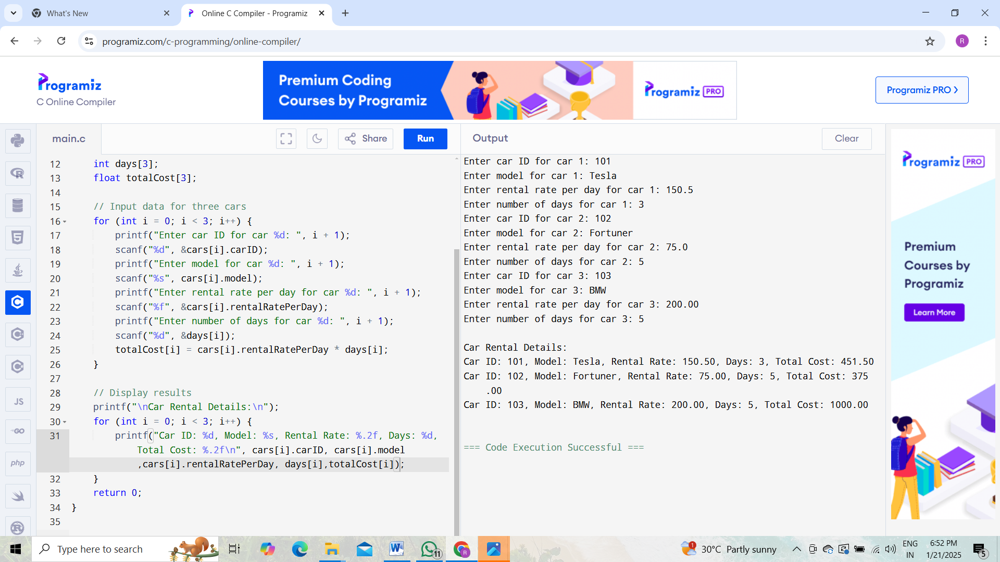 What's New
Online C Compiler - Programiz
programiz.com/c-programming/online-compiler/
R
Programiz
C Online Compiler
Premium Coding
Courses by Programiz
Programiz PRO
Programiz PRO ❯
main.c
Share
Run
Output
Clear
12 int days[3];
13 float totalCost[3];
14
15 // Input data for three cars
16 for (int i = 0; i < 3; i++) {
17 printf("Enter car ID for car %d: ", i + 1);
18 scanf("%d", &cars[i].carID);
19 printf("Enter model for car %d: ", i + 1);
20 scanf("%s", cars[i].model);
21 printf("Enter rental rate per day for car %d: ", i + 1);
22 scanf("%f", &cars[i].rentalRatePerDay);
23 printf("Enter number of days for car %d: ", i + 1);
24 scanf("%d", &days[i]);
25 totalCost[i] = cars[i].rentalRatePerDay * days[i];
26 }
27
28 // Display results
29 printf("\nCar Rental Details:\n");
30 for (int i = 0; i < 3; i++) {
31 printf("Car ID: %d, Model: %s, Rental Rate: %.2f, Days: %d,
Total Cost: %.2f\n", cars[i].carID, cars[i].model
,cars[i].rentalRatePerDay, days[i],totalCost[i]);
32 }
33 return 0;
34 }
35
Enter car ID for car 1: 101
Enter model for car 1: Tesla
Enter rental rate per day for car 1: 150.5
Enter number of days for car 1: 3
Enter car ID for car 2: 102
Enter model for car 2: Fortuner
Enter rental rate per day for car 2: 75.0
Enter number of days for car 2: 5
Enter car ID for car 3: 103
Enter model for car 3: BMW
Enter rental rate per day for car 3: 200.00
Enter number of days for car 3: 5
Car Rental Details:
Car ID: 101, Model: Tesla, Rental Rate: 150.50, Days: 3, Total Cost: 451.50
Car ID: 102, Model: Fortuner, Rental Rate: 75.00, Days: 5, Total Cost: 375
.00
Car ID: 103, Model: BMW, Rental Rate: 200.00, Days: 5, Total Cost: 1000.00
=== Code Execution Successful ===
Programiz PRO
Premium
Courses by
Programiz
Learn More
R
5
C
C
C
JS
GO
php
R
Type here to search
W
11
R
1
30°C Partly sunny
ENG
IN
6:52 PM
1/21/2025
5